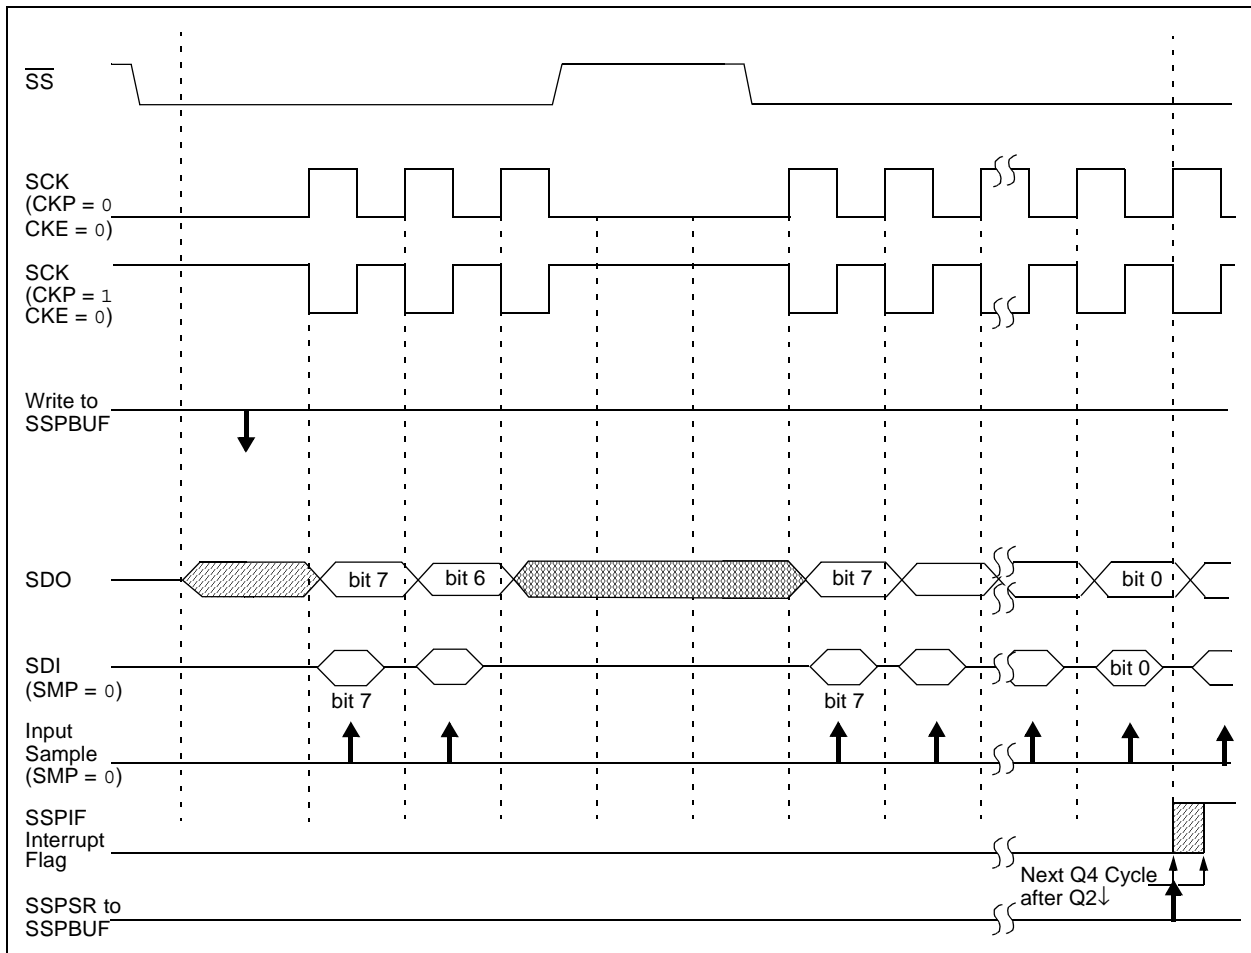 SS
SCK
(CKP = 0
CKE = 0)
SCK
(CKP = 1
CKE = 0)
Write to
SSPBUF
SDO
bit 7
bit 6
bit 7
bit 0
SDI
(SMP = 0)
bit 7
bit 7
bit 0
Input
Sample
(SMP = 0)
SSPIF
Interrupt
Flag
Next Q4 Cycle
after Q2↓
SSPSR to
SSPBUF